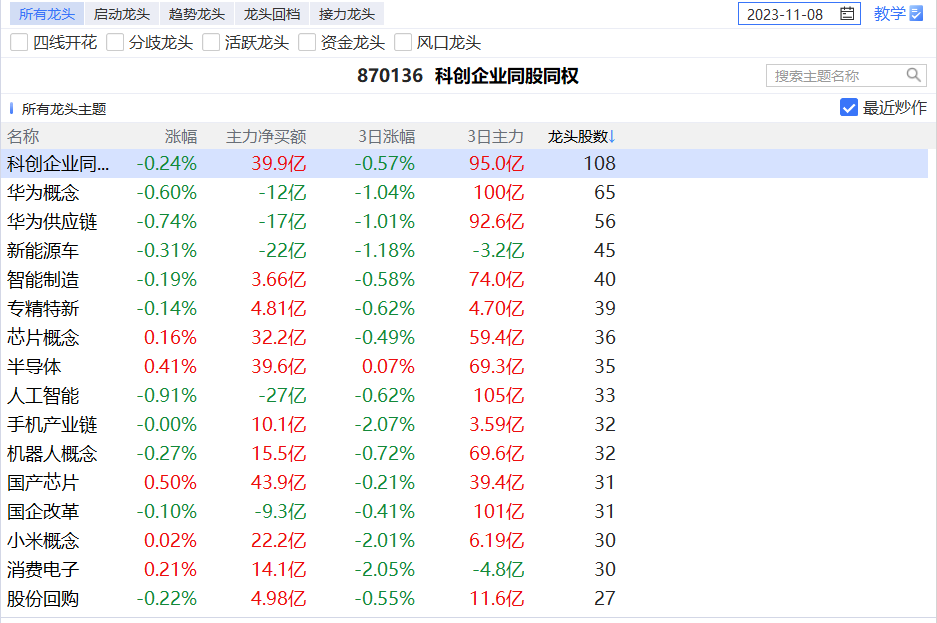 所有龙头 启动龙头 趋势龙头 龙头回档 接力龙头 2023-11-08 教学
四线开花 分歧龙头 活跃龙头 资金龙头 风口龙头
870136 科创企业同股同权 搜索主题名称
所有龙头主题 最近炒作
名称 涨幅 主力净买额 3日涨幅 3日主力 龙头股数↓
科创企业同... -0.24% 39.9亿 -0.57% 95.0亿 108
华为概念 -0.60% -12亿 -1.04% 100亿 65
华为供应链 -0.74% -17亿 -1.01% 92.6亿 56
新能源车 -0.31% -22亿 -1.18% -3.2亿 45
智能制造 -0.19% 3.66亿 -0.58% 74.0亿 40
专精特新 -0.14% 4.81亿 -0.62% 4.70亿 39
芯片概念 0.16% 32.2亿 -0.49% 59.4亿 36
半导体 0.41% 39.6亿 0.07% 69.3亿 35
人工智能 -0.91% -27亿 -0.62% 105亿 33
手机产业链 -0.00% 10.1亿 -2.07% 3.59亿 32
机器人概念 -0.27% 15.5亿 -0.72% 69.6亿 32
国产芯片 0.50% 43.9亿 -0.21% 39.4亿 31
国企改革 -0.10% -9.3亿 -0.41% 101亿 31
小米概念 0.02% 22.2亿 -2.01% 6.19亿 30
消费电子 0.21% 14.1亿 -2.05% -4.8亿 30
股份回购 -0.22% 4.98亿 -0.55% 11.6亿 27